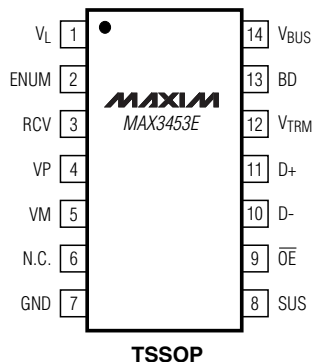 VL 1 14 VBUS
ENUM 2 13 BD
MAXIM
RCV 3 MAX3453E 12 VTRM
VP 4 11 D+
VM 5 10 D-
N.C. 6 9 O̅E̅
GND 7 8 SUS
TSSOP